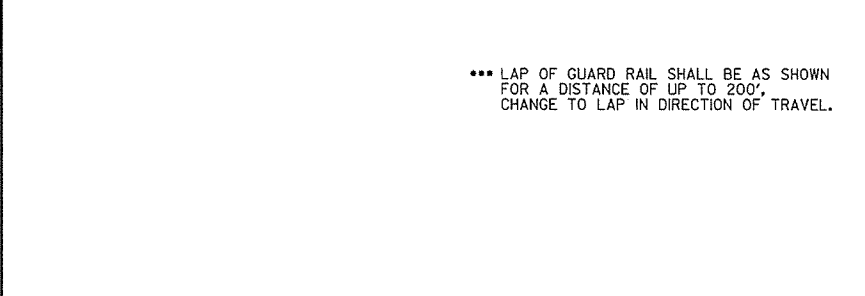 *** LAP OF GUARD RAIL SHALL BE AS SHOWN
FOR A DISTANCE OF UP TO 200',
CHANGE TO LAP IN DIRECTION OF TRAVEL.